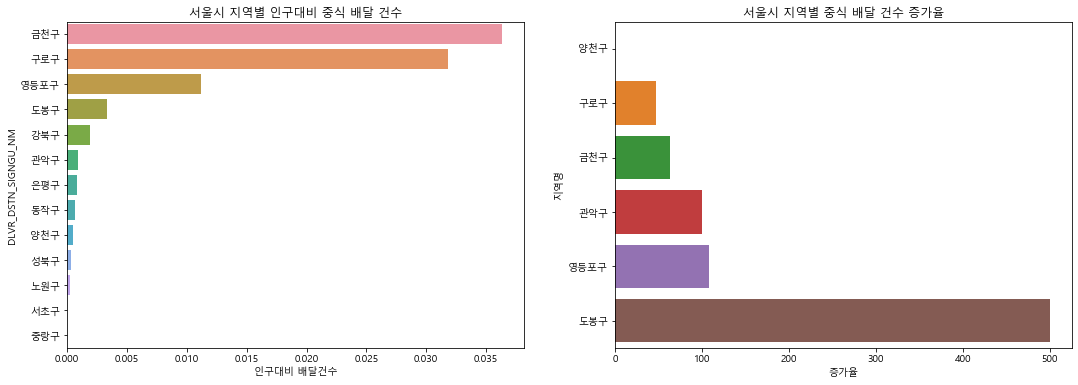 서울시 지역별 인구대비 중식 배달 건수
DLVR_DSTN_SIGNGU_NM
금천구
구로구
영등포구
도봉구
강북구
관악구
은평구
동작구
양천구
성북구
노원구
서초구
중랑구
0.000 0.005 0.010 0.015 0.020 0.025 0.030 0.035
인구대비 배달건수
서울시 지역별 중식 배달 건수 증가율
지역명
양천구
구로구
금천구
관악구
영등포구
도봉구
0 100 200 300 400 500
증가율